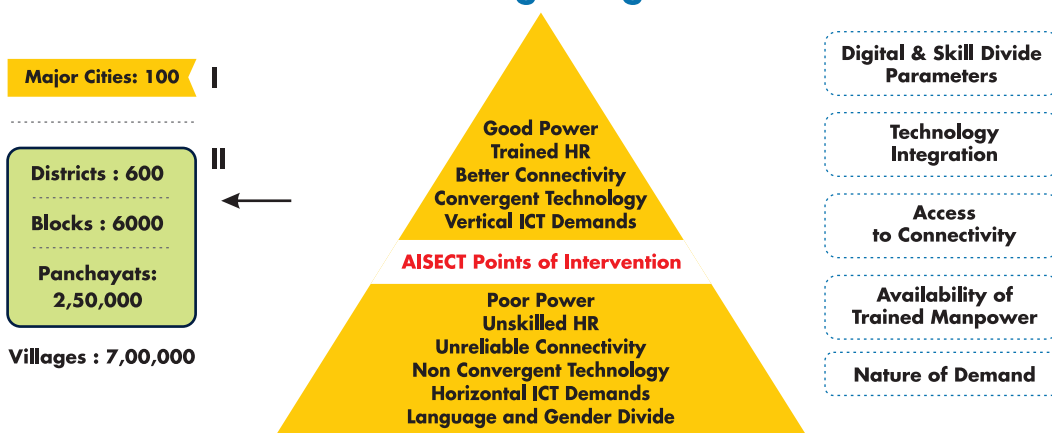 Major Cities: 100
I
II
Districts : 600
Blocks : 6000
Panchayats:
2,50,000
Villages : 7,00,000
Good Power
Trained HR
Better Connectivity
Convergent Technology
Vertical ICT Demands
AISECT Points of Intervention
Poor Power
Unskilled HR
Unreliable Connectivity
Non Convergent Technology
Horizontal ICT Demands
Language and Gender Divide
Digital & Skill Divide
Parameters
Technology
Integration
Access
to Connectivity
Availability of
Trained Manpower
Nature of Demand